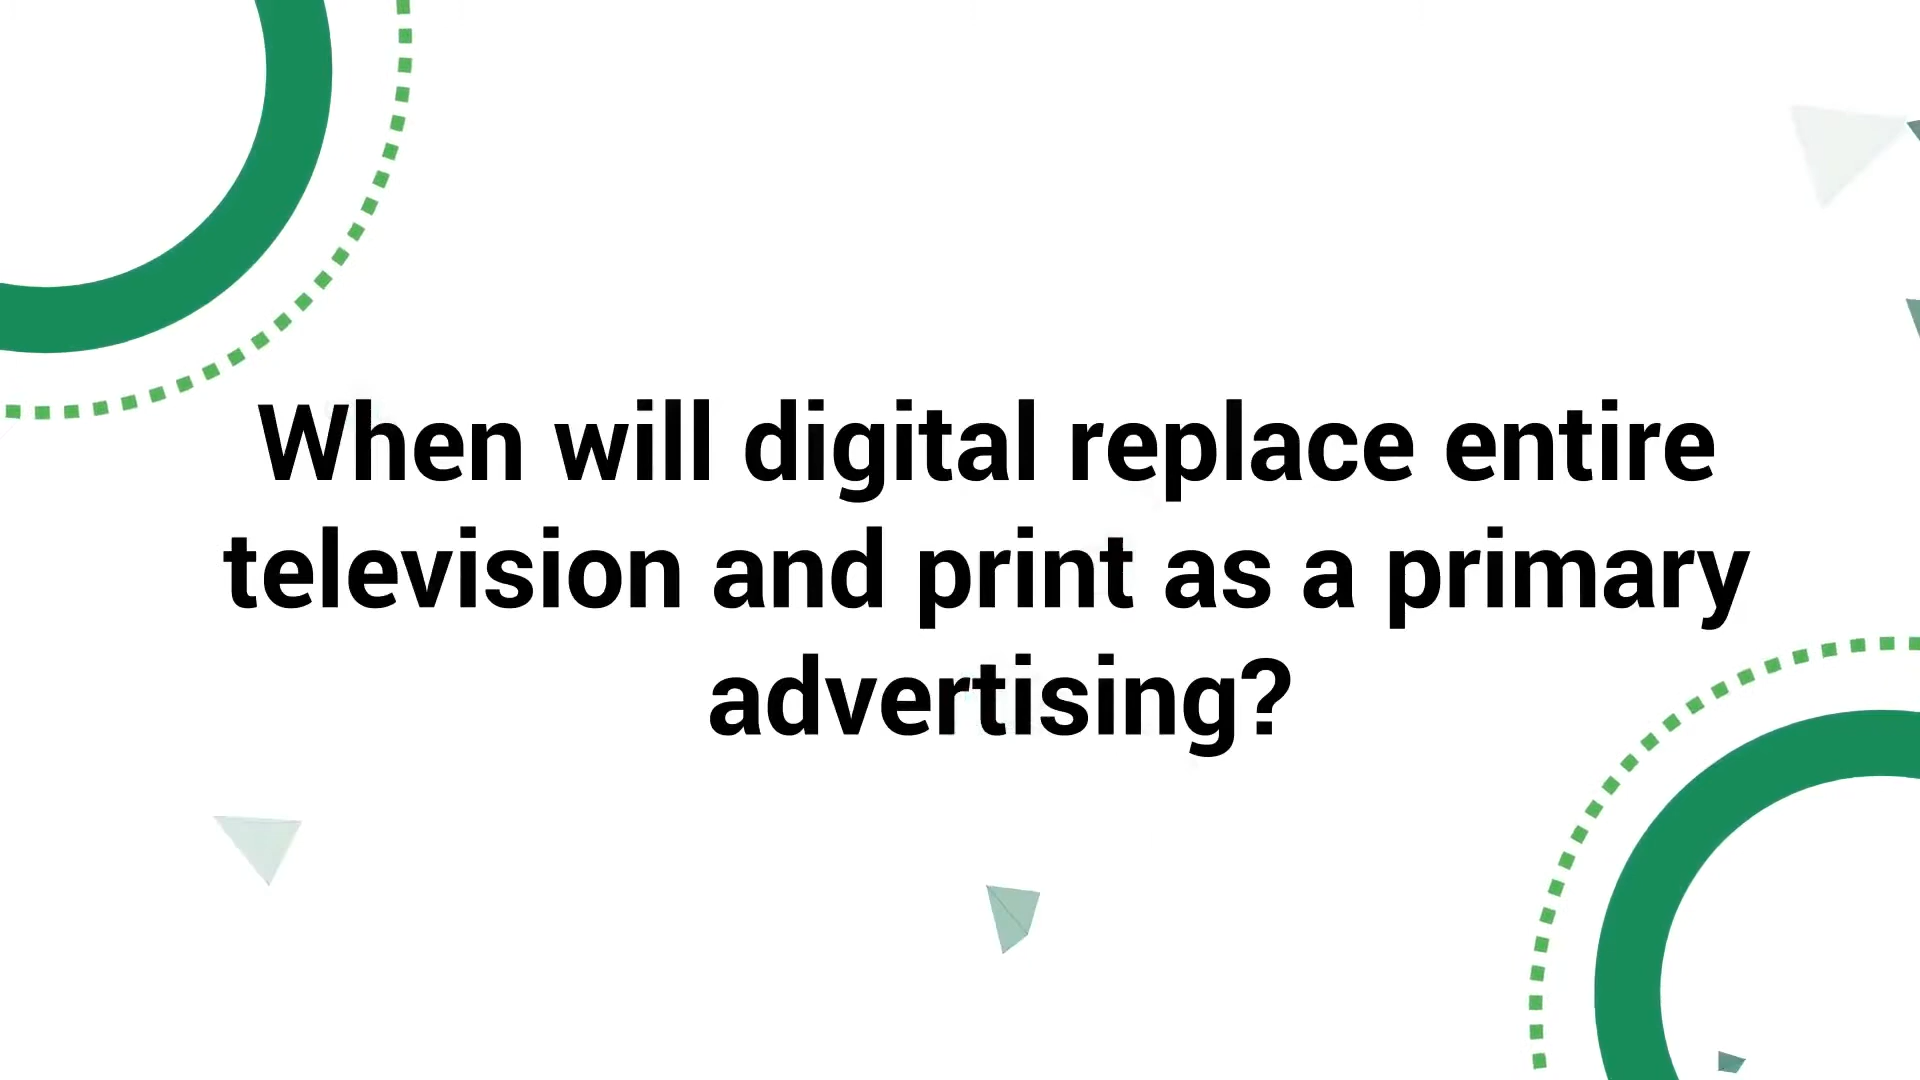 When will digital replace entire
television and print as a primary
advertising?